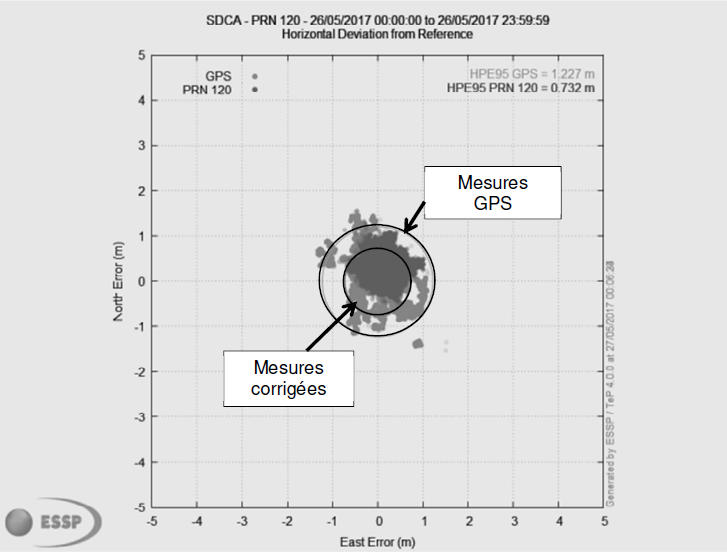 SDCA - PRN 120 - 26/05/2017 00:00:00 to 26/05/2017 23:59:59
Horizontal Deviation from Reference
GPS
PRN 120
HPE95 GPS = 1.227 m
HPE95 PRN 120 = 0.732 m
5
4
3
2
1
0
-1
-2
-3
-4
-5
North Error (m)
Mesures
GPS
Mesures
corrigées
-5 -4 -3 -2 -1 0 1 2 3 4 5
East Error (m)
Generated by ESSP / TeP 4.0.0 at 27/05/2017
ESSP